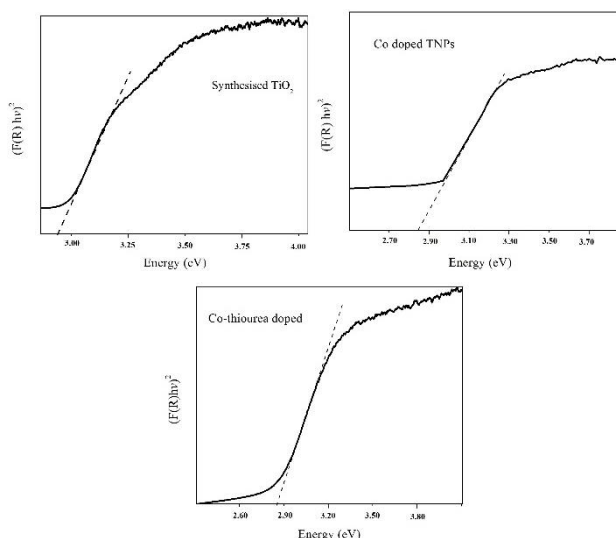 (F(R) hν)²
Synthesised TiO₂
3.00 3.25 3.50 3.75 4.00
Energy (eV)
(F(R) hν)²
Co doped TNPs
2.70 2.90 3.10 3.30 3.50 3.70
Energy (eV)
(F(R)hν)²
Co-thiourea doped
2.60 2.90 3.20 3.50 3.80
Energy (eV)